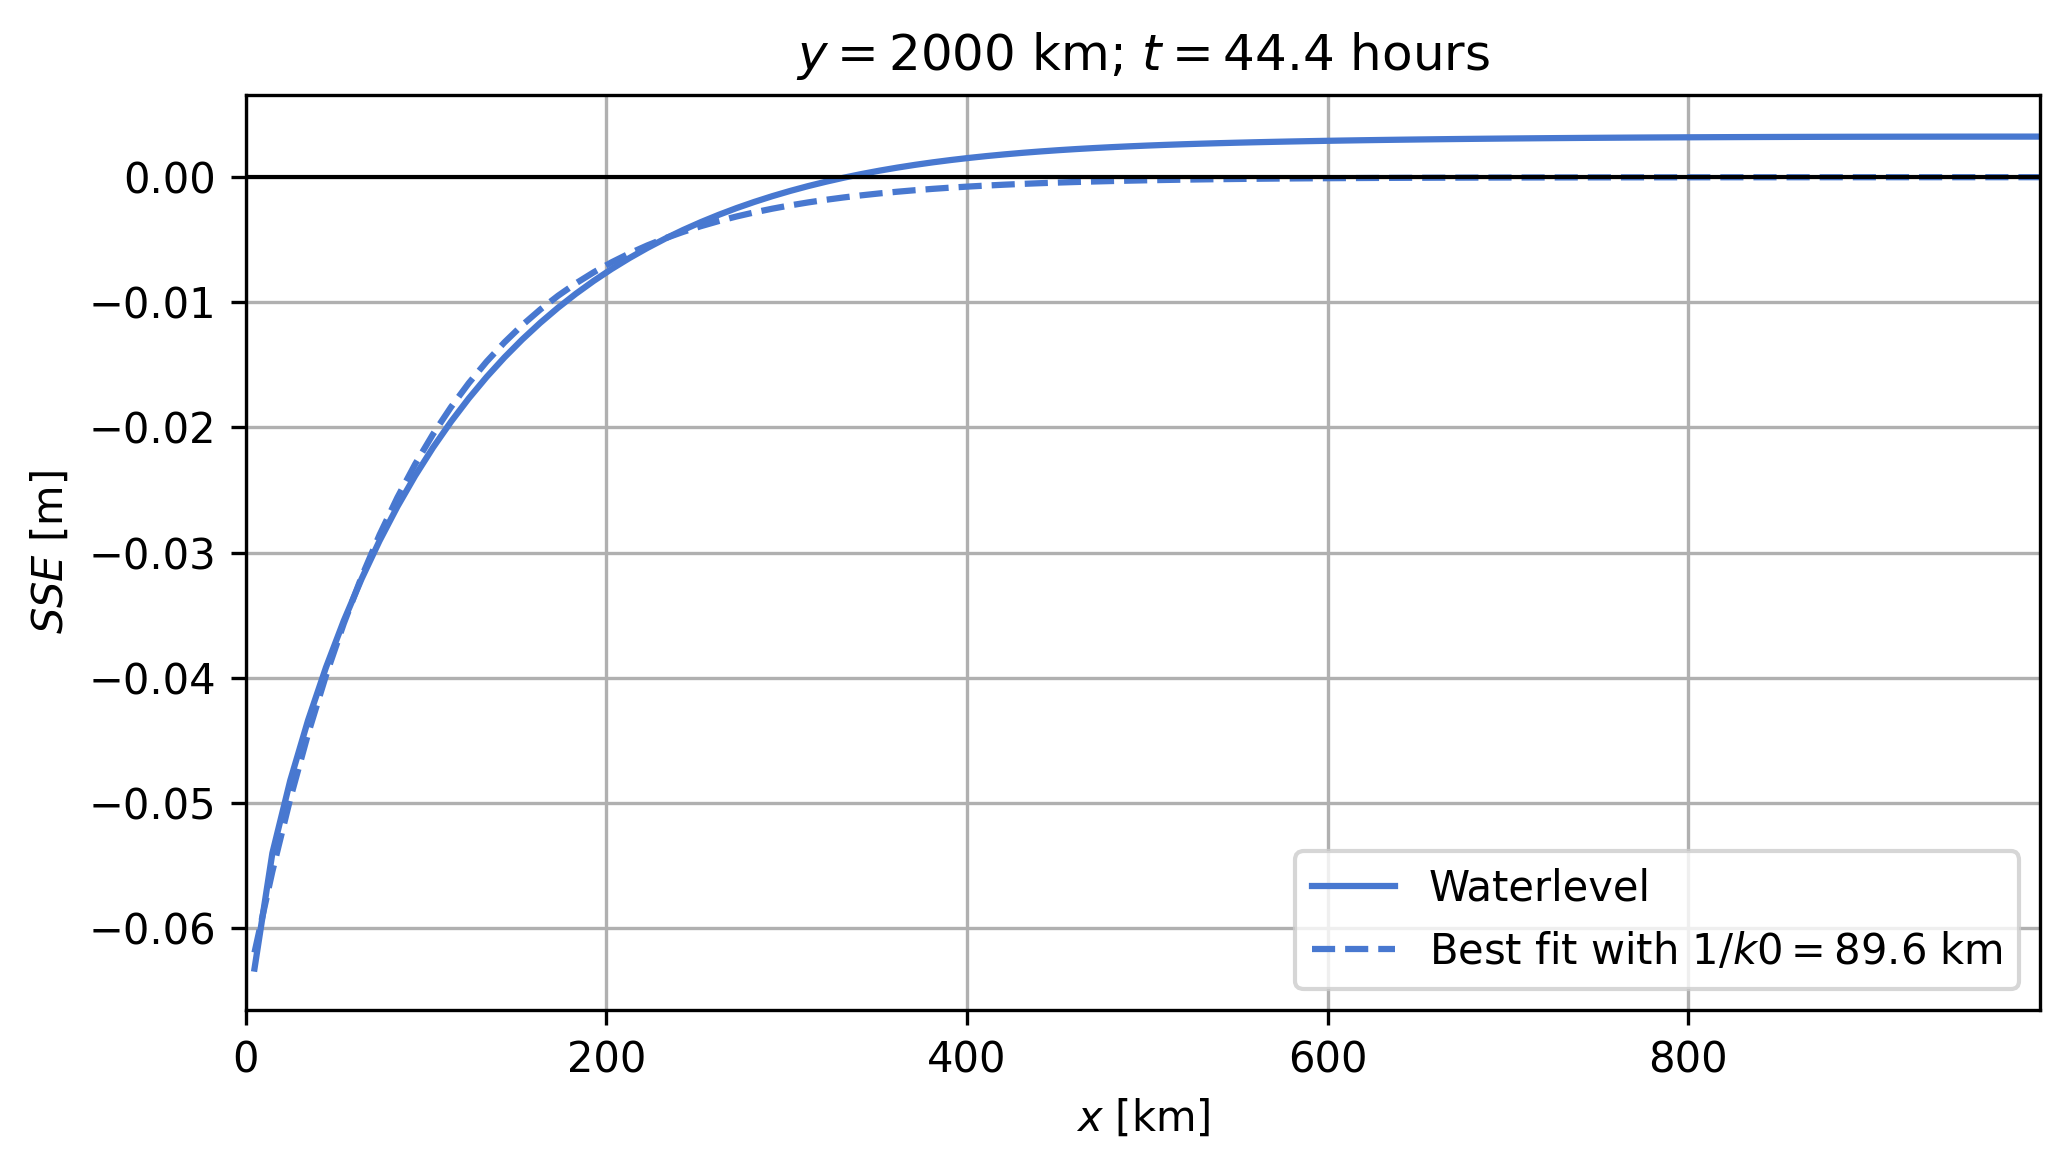 y = 2000 km; t = 44.4 hours
0.00
−0.01
−0.02
−0.03
−0.04
−0.05
−0.06
SSE [m]
Waterlevel
Best fit with 1/k0 = 89.6 km
0 200 400 600 800
x [km]